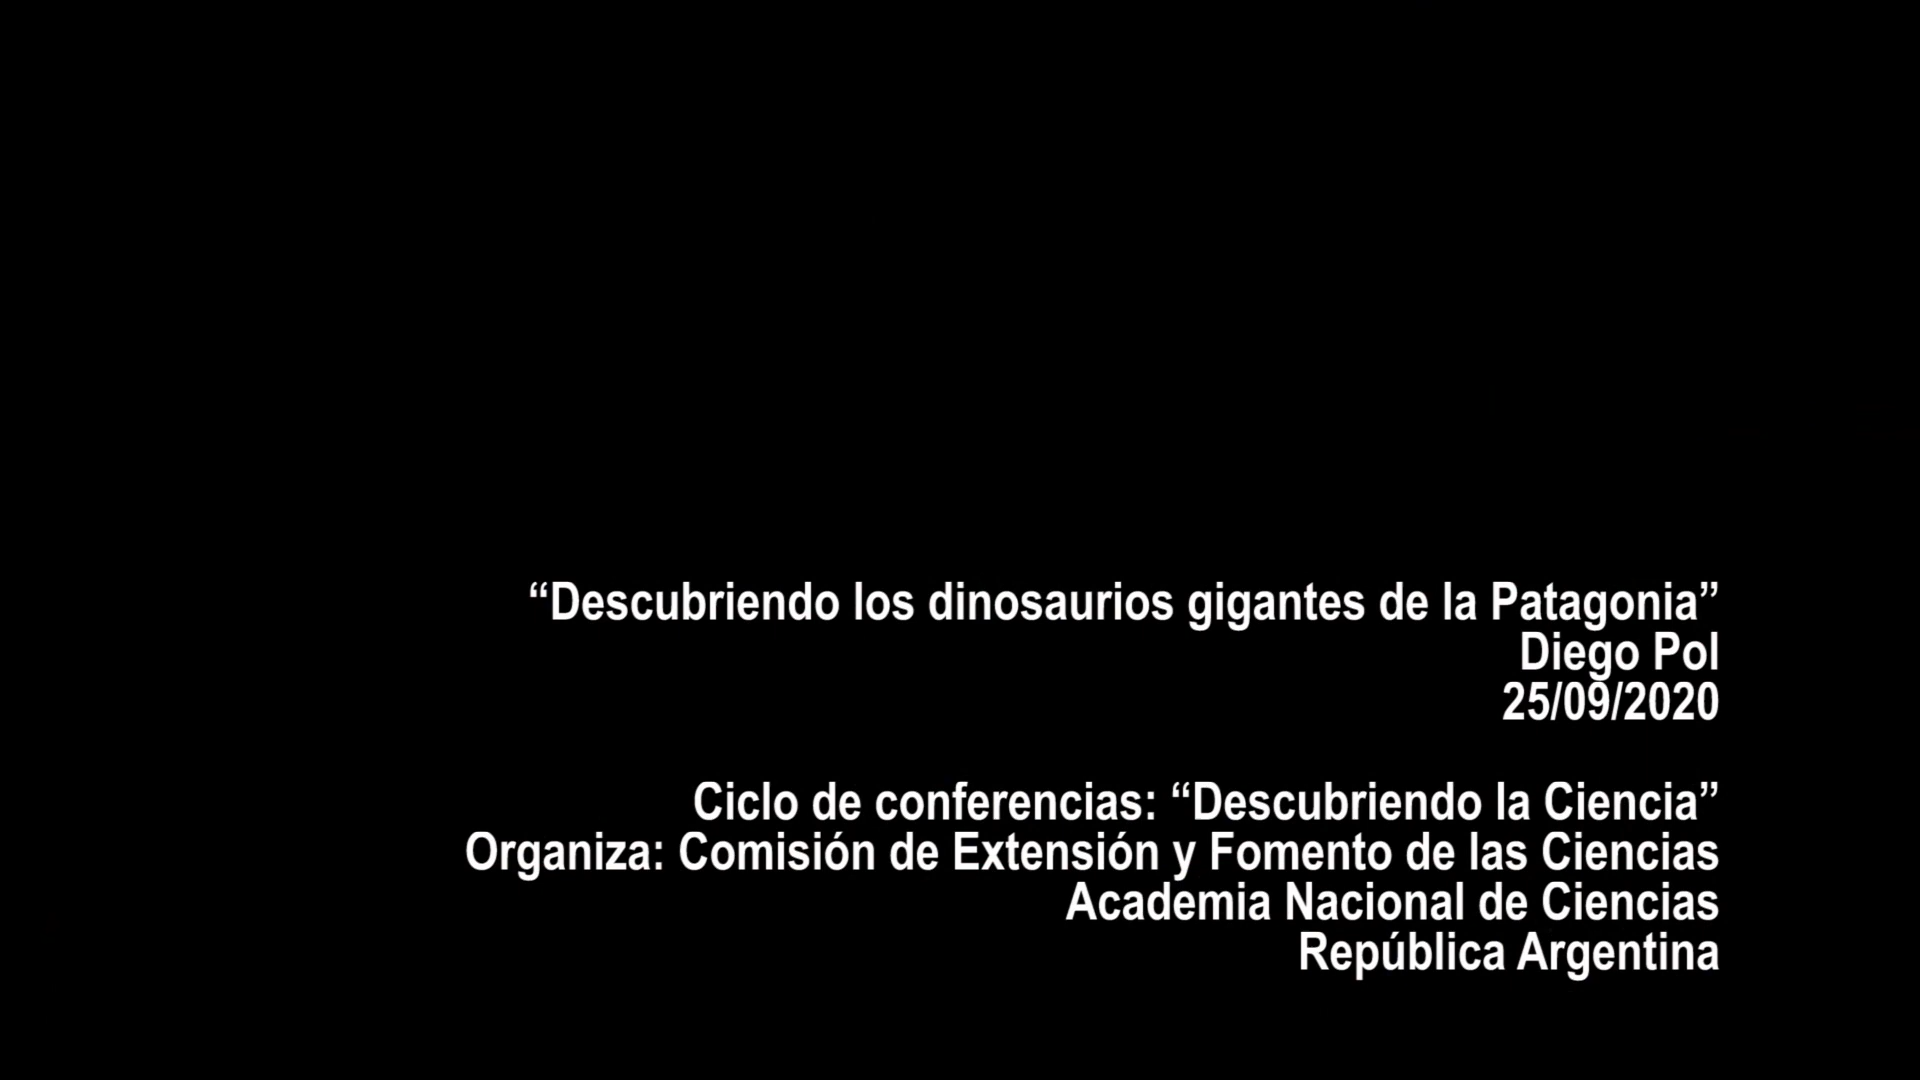 “Descubriendo los dinosaurios gigantes de la Patagonia”
Diego Pol
25/09/2020
Ciclo de conferencias: “Descubriendo la Ciencia”
Organiza: Comisión de Extensión y Fomento de las Ciencias
Academia Nacional de Ciencias
República Argentina